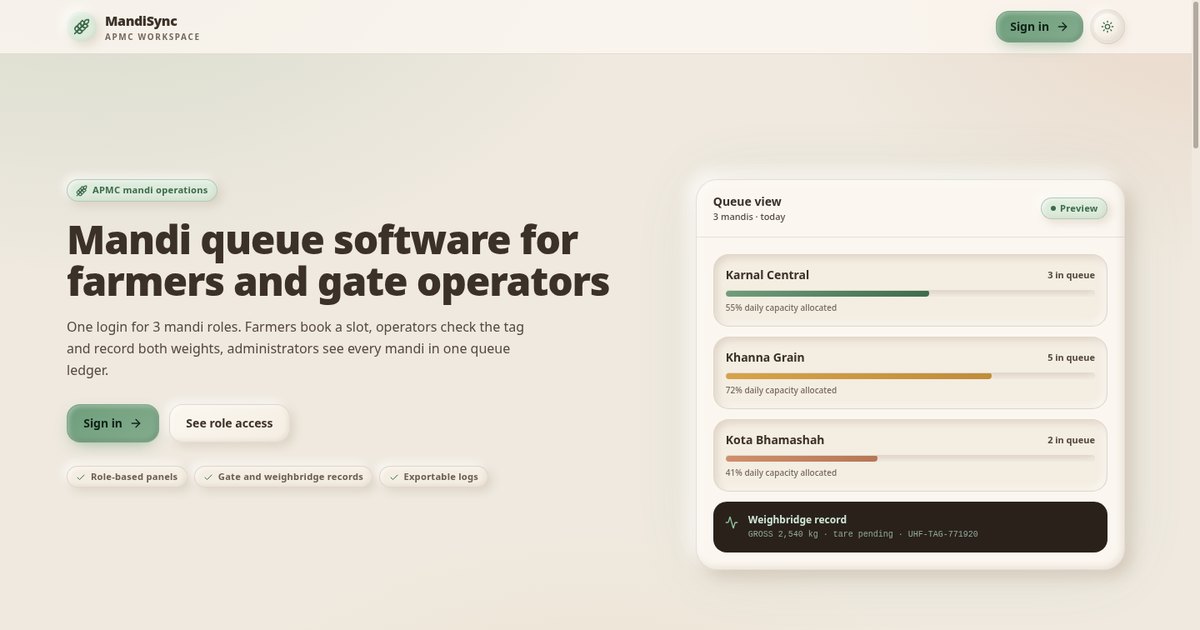 MandiSync
APMC WORKSPACE
Sign in
APMC mandi operations
Mandi queue software for
farmers and gate operators
One login for 3 mandi roles. Farmers book a slot, operators check the tag
and record both weights, administrators see every mandi in one queue
ledger.
Sign in
See role access
Role-based panels
Gate and weighbridge records
Exportable logs
Queue view
3 mandis · today
Preview
Karnal Central
3 in queue
55% daily capacity allocated
Khanna Grain
5 in queue
72% daily capacity allocated
Kota Bhamashah
2 in queue
41% daily capacity allocated
Weighbridge record
GROSS 2,540 kg · tare pending · UHF-TAG-771920